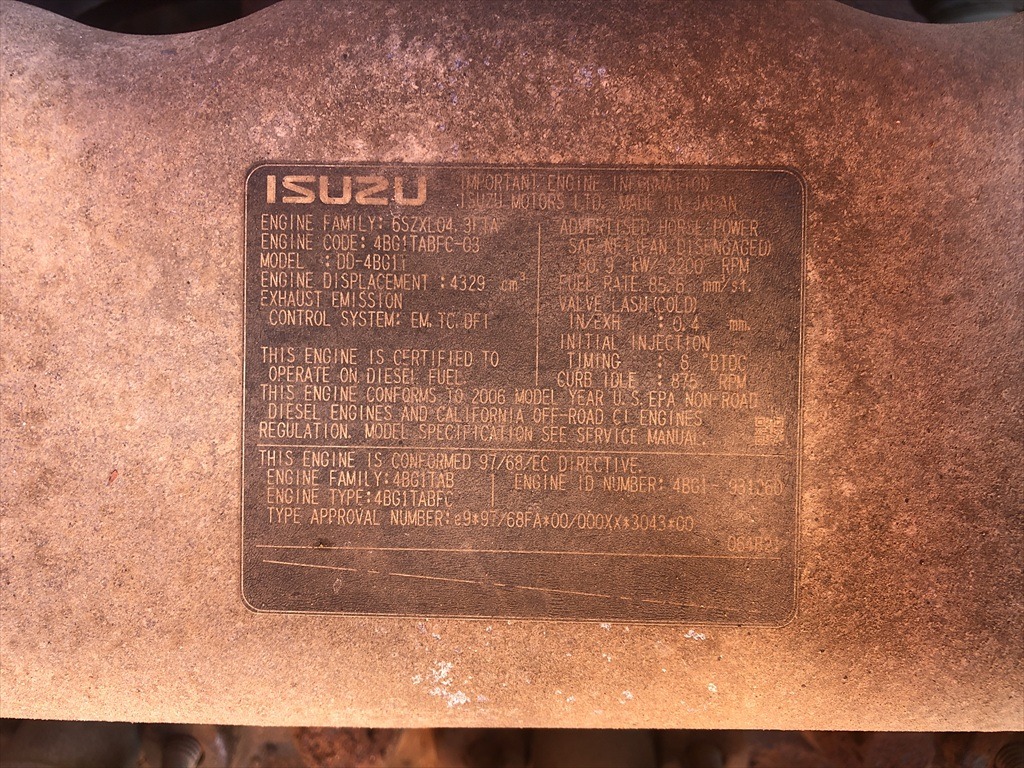 ISUZU
IMPORTANT ENGINE INFORMATION
ISUZU MOTORS LTD. MADE IN JAPAN
ENGINE FAMILY: 6SZXL04.3FTA
ENGINE CODE: 4BG1TABFC-03
MODEL : DD-4BG1T
ENGINE DISPLACEMENT :4329 cm³
EXHAUST EMISSION
CONTROL SYSTEM: EM,TC,DFI
THIS ENGINE IS CERTIFIED TO
OPERATE ON DIESEL FUEL.
ADVERTISED HORSE POWER
SAE NET(FAN DISENGAGED)
kW/ 2200 RPM
FUEL RATE 85.6 mm³/st.
VALVE LASH(COLD)
IN/EXH : 0.4 mm.
INITIAL INJECTION
TIMING : 6 °BTDC
CURB IDLE : 875 RPM
THIS ENGINE CONFORMS TO 2006 MODEL YEAR U.S.EPA NON-ROAD
DIESEL ENGINES AND CALIFORNIA OFF-ROAD CI ENGINES
REGULATION. MODEL SPECIFICATION SEE SERVICE MANUAL.
THIS ENGINE IS CONFORMED 97/68/EC DIRECTIVE.
ENGINE FAMILY:4BG1TAB
ENGINE TYPE:4BG1TABFC
ENGINE ID NUMBER: 4BG1-
TYPE APPROVAL NUMBER:e9*97/68FA*00/000XX*3043*00